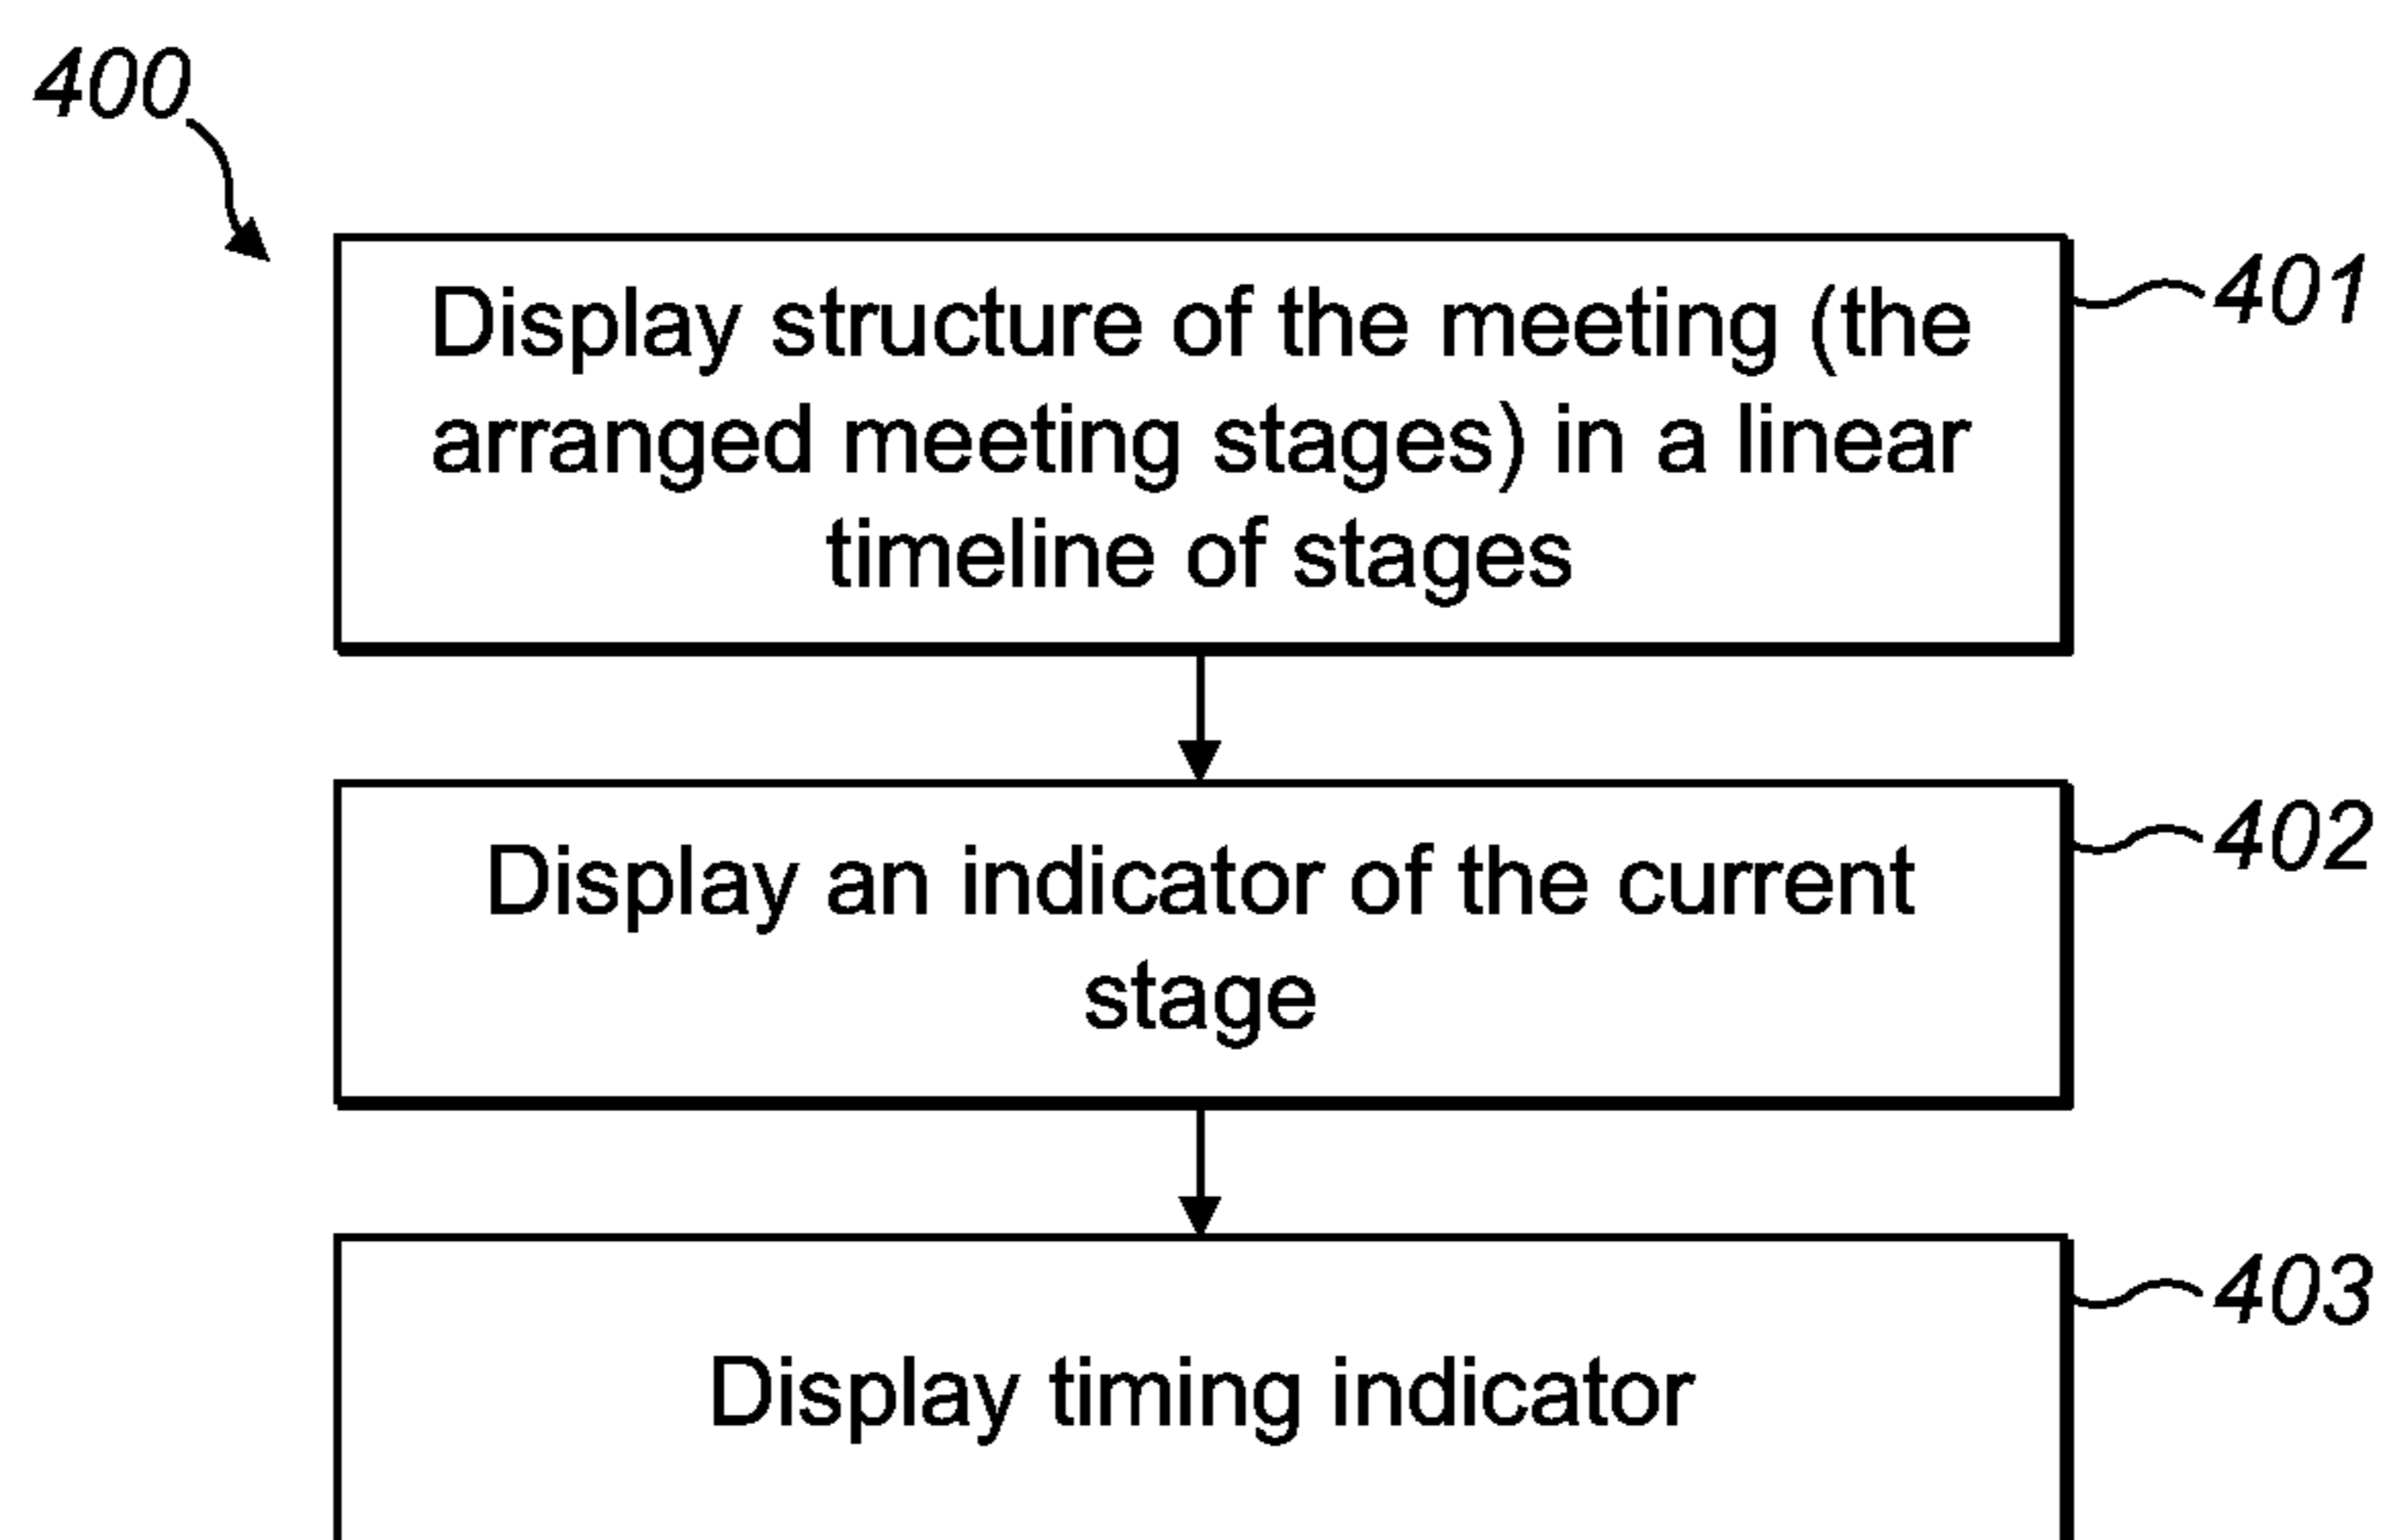 400
Display structure of the meeting (the
401
arranged meeting stages) in a linear
timeline of stages
Display an indicator of the current
402
stage
403
Display timing indicator